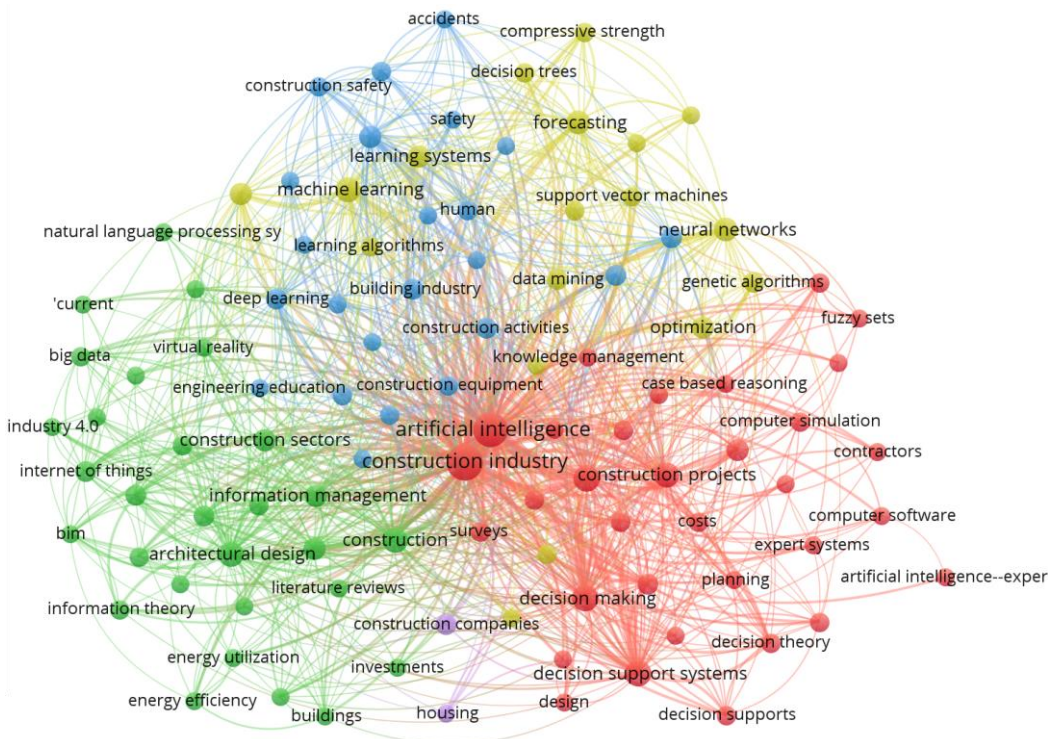 accidents
compressive strength
decision trees
construction safety
safety
forecasting
learning systems
machine learning
support vector machines
human
natural language processing sy
neural networks
learning algorithms
data mining
genetic algorithms
building industry
deep learning
'current
fuzzy sets
construction activities
optimization
virtual reality
big data
knowledge management
engineering education
construction equipment
case based reasoning
computer simulation
industry 4.0
artificial intelligence
construction sectors
contractors
construction industry
internet of things
construction projects
information management
computer software
costs
surveys
bim
construction
expert systems
architectural design
artificial intelligence--exper
planning
literature reviews
decision making
information theory
construction companies
decision theory
energy utilization
investments
decision support systems
energy efficiency
design
housing
decision supports
buildings